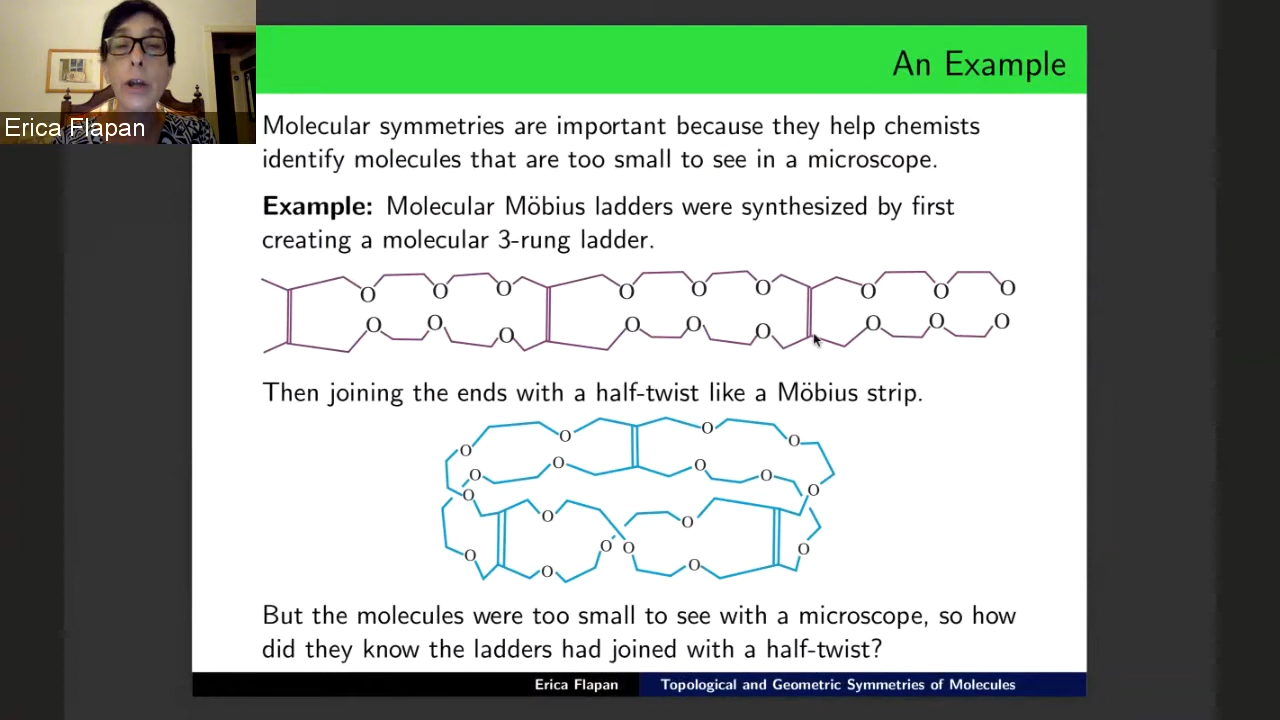 An Example
Erica Flapan
Molecular symmetries are important because they help chemists
identify molecules that are too small to see in a microscope.
Example: Molecular Möbius ladders were synthesized by first
creating a molecular 3-rung ladder.
O O O O O O O O O
O O O O O O O O O
Then joining the ends with a half-twist like a Möbius strip.
O O O O
O O O O
O O
O O
O O
O O O O
But the molecules were too small to see with a microscope, so how
did they know the ladders had joined with a half-twist?
Erica Flapan Topological and Geometric Symmetries of Molecules